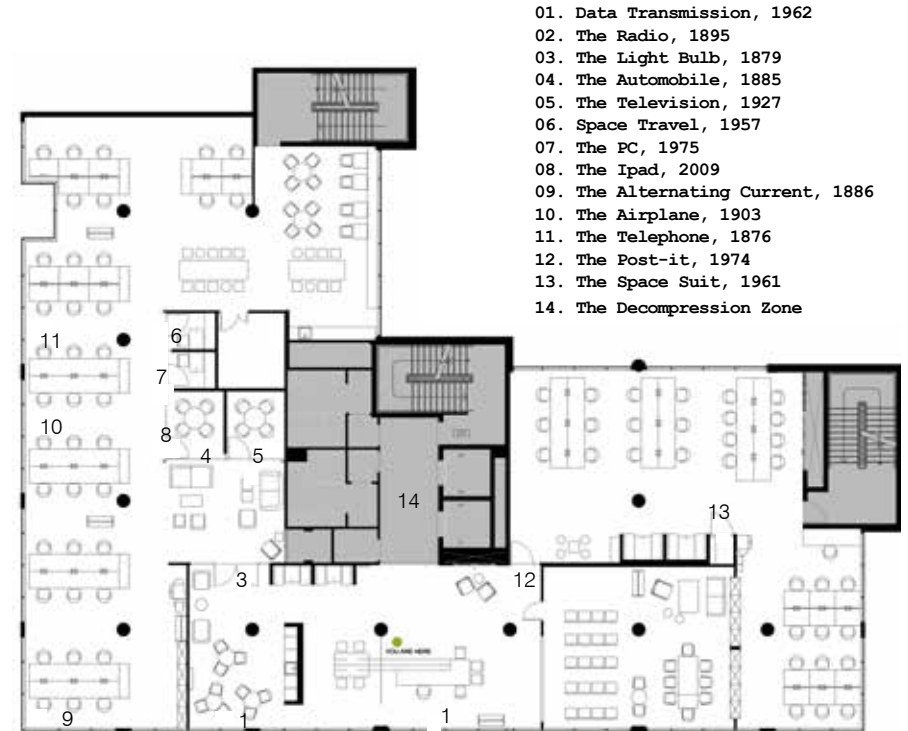 01. Data Transmission, 1962
02. The Radio, 1895
03. The Light Bulb, 1879
04. The Automobile, 1885
05. The Television, 1927
06. Space Travel, 1957
07. The PC, 1975
08. The Ipad, 2009
09. The Alternating Current, 1886
10. The Airplane, 1903
11. The Telephone, 1876
12. The Post-it, 1974
13. The Space Suit, 1961
14. The Decompression Zone
6
11
7
10
8
4
5
14
13
3
12
YOU ARE HERE
9
1
1